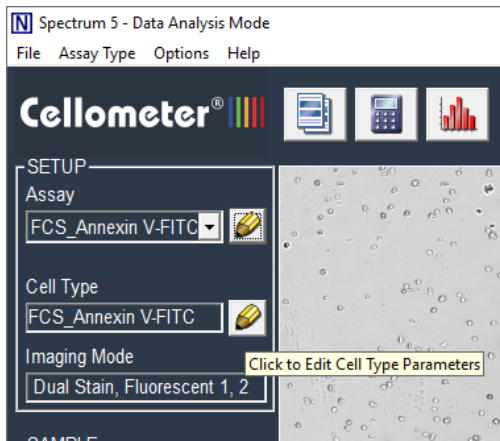 Spectrum 5 - Data Analysis Mode
File Assay Type Options Help
Cellometer®
SETUP
Assay
FCS_Annexin V-FITC
Cell Type
FCS_Annexin V-FITC
Imaging Mode
Click to Edit Cell Type Parameters
Dual Stain, Fluorescent 1, 2
SAMPLE